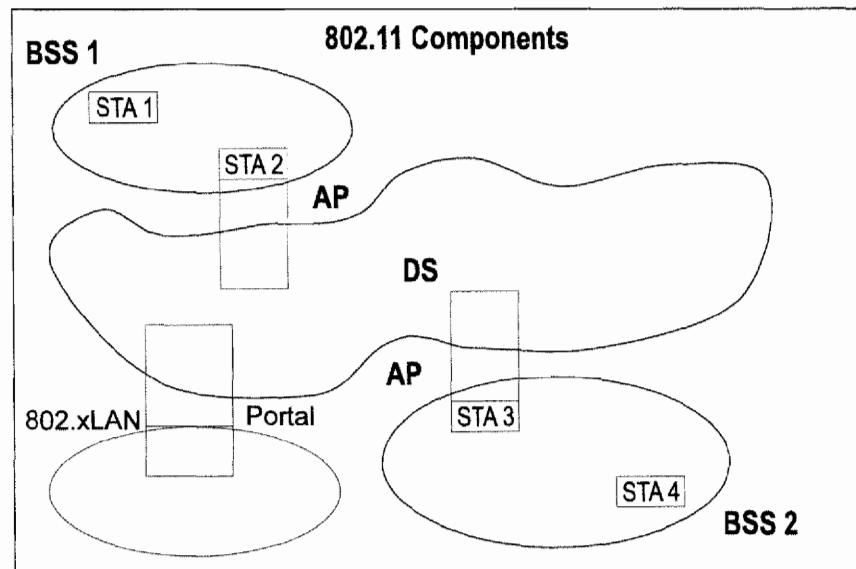 802.11 Components
BSS 1
STA 1
STA 2
AP
DS
AP
802.xLAN
Portal
STA 3
STA 4
BSS 2